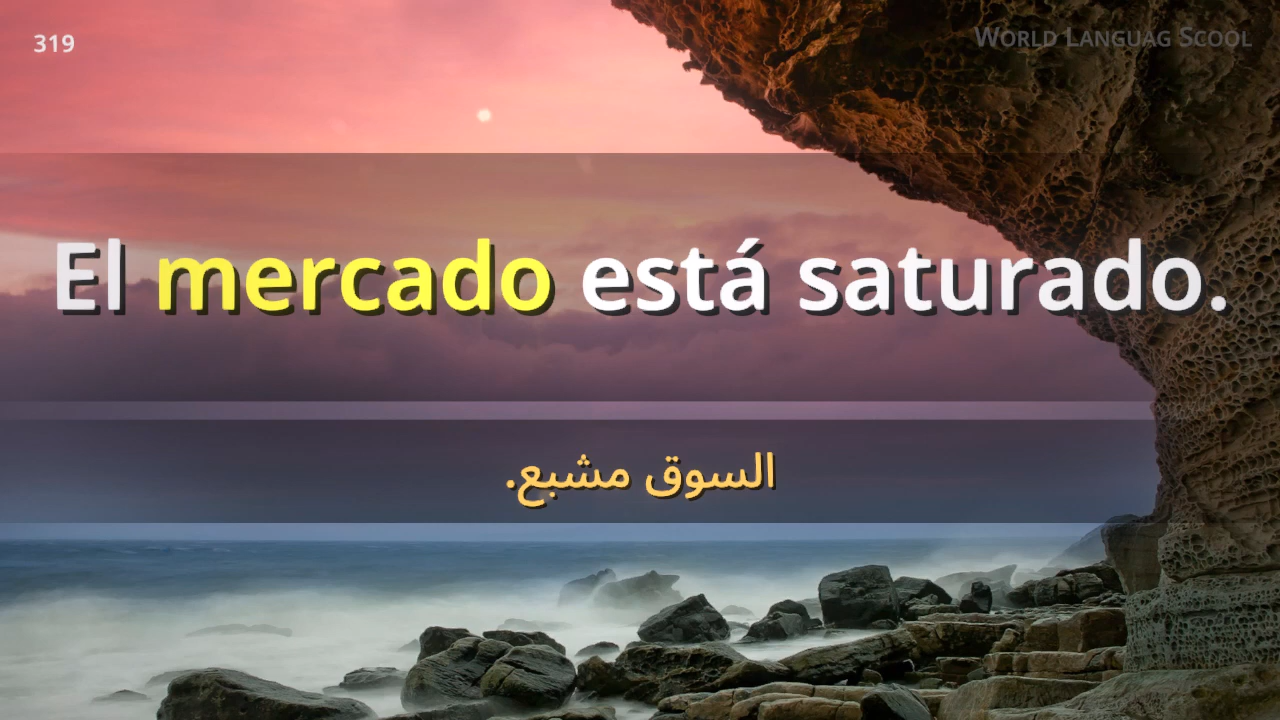 319
World Languag Scool
El mercado está saturado.
السوق مشبع.